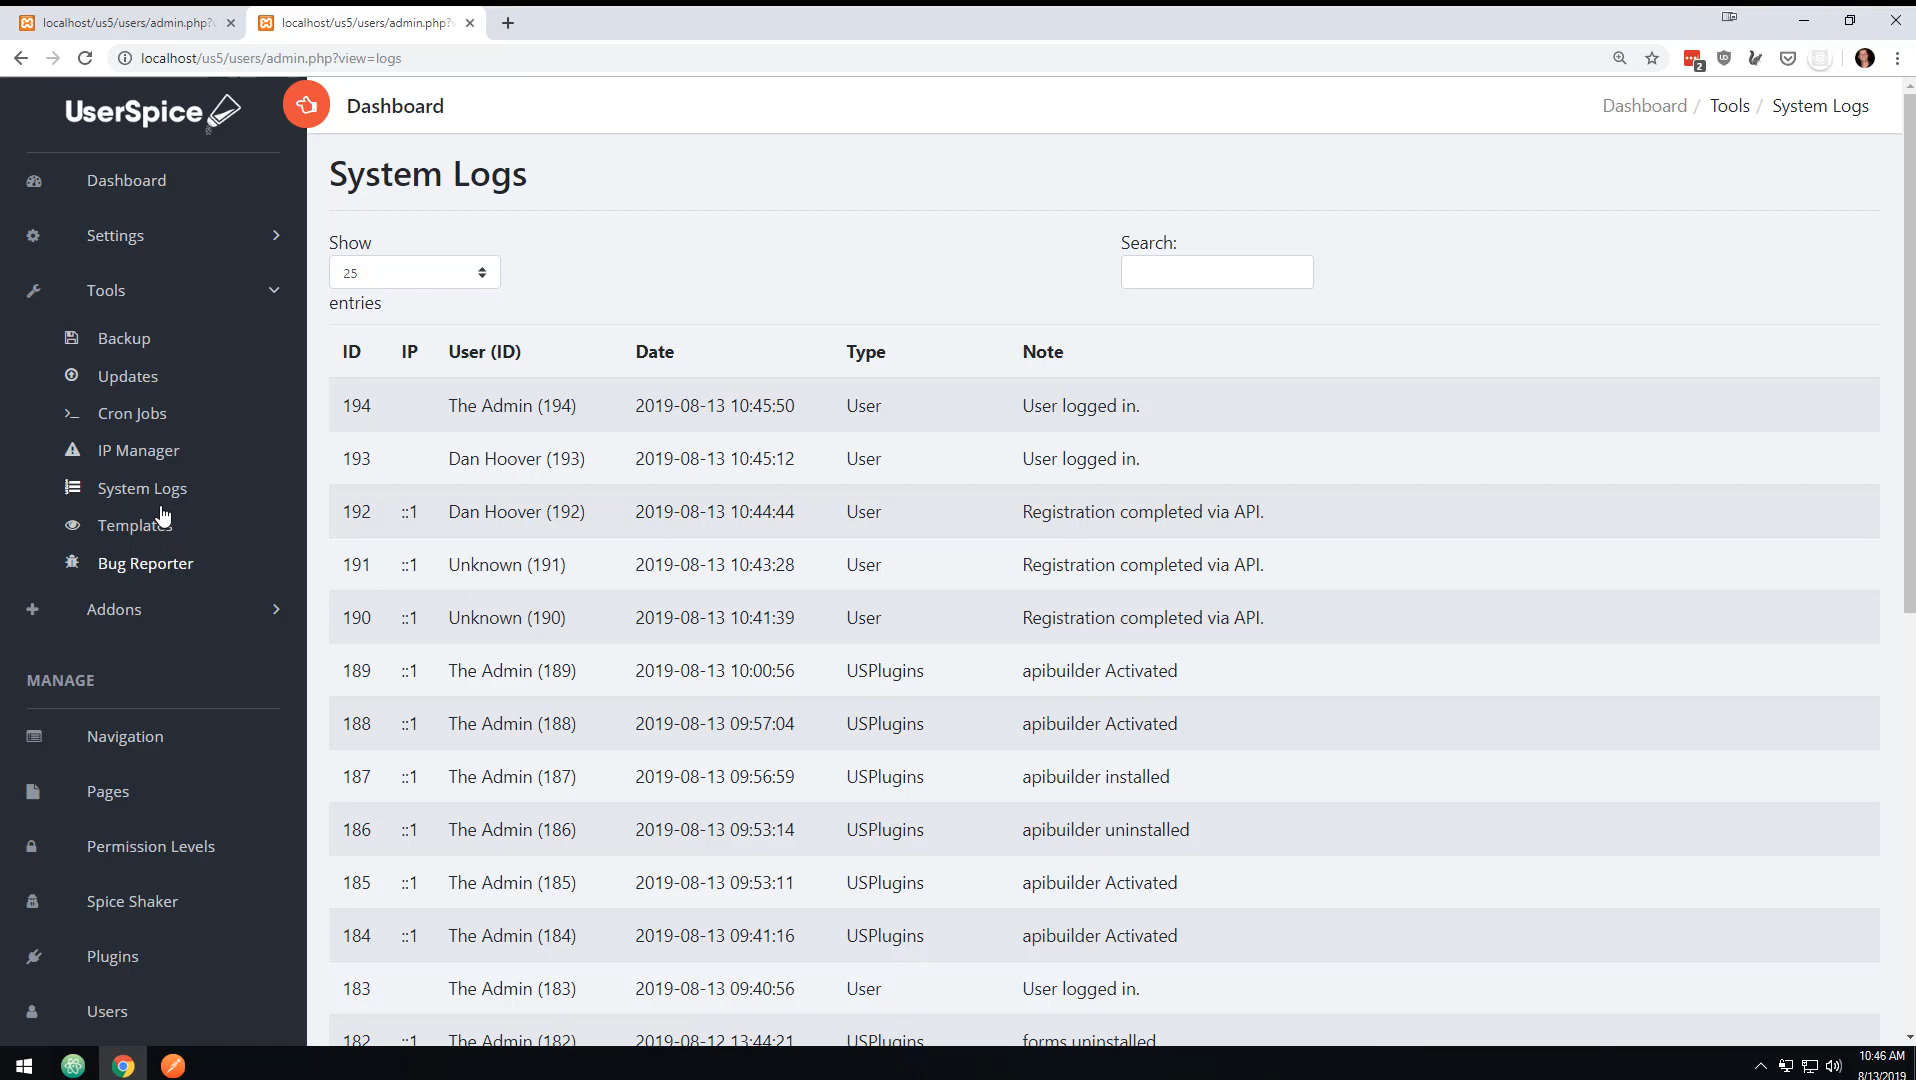 localhost/us5/users/admin.php?
localhost/us5/users/admin.php?
localhost/us5/users/admin.php?view=logs
2
UserSpice
Dashboard
Settings
Tools
Backup
Updates
Cron Jobs
IP Manager
System Logs
Templates
Bug Reporter
Addons
MANAGE
Navigation
Pages
Permission Levels
Spice Shaker
Plugins
Users
Dashboard
Dashboard / Tools / System Logs
System Logs
Show
25
entries
Search:
ID IP User (ID) Date Type Note
194 The Admin (194) 2019-08-13 10:45:50 User User logged in.
193 Dan Hoover (193) 2019-08-13 10:45:12 User User logged in.
192 ::1 Dan Hoover (192) 2019-08-13 10:44:44 User Registration completed via API.
191 ::1 Unknown (191) 2019-08-13 10:43:28 User Registration completed via API.
190 ::1 Unknown (190) 2019-08-13 10:41:39 User Registration completed via API.
189 ::1 The Admin (189) 2019-08-13 10:00:56 USPlugins apibuilder Activated
188 ::1 The Admin (188) 2019-08-13 09:57:04 USPlugins apibuilder Activated
187 ::1 The Admin (187) 2019-08-13 09:56:59 USPlugins apibuilder installed
186 ::1 The Admin (186) 2019-08-13 09:53:14 USPlugins apibuilder uninstalled
185 ::1 The Admin (185) 2019-08-13 09:53:11 USPlugins apibuilder Activated
184 ::1 The Admin (184) 2019-08-13 09:41:16 USPlugins apibuilder Activated
183 The Admin (183) 2019-08-13 09:40:56 User User logged in.
182 ::1 The Admin (182) 2019-08-12 13:44:21 USPlugins forms uninstalled
10:46 AM
8/13/2019